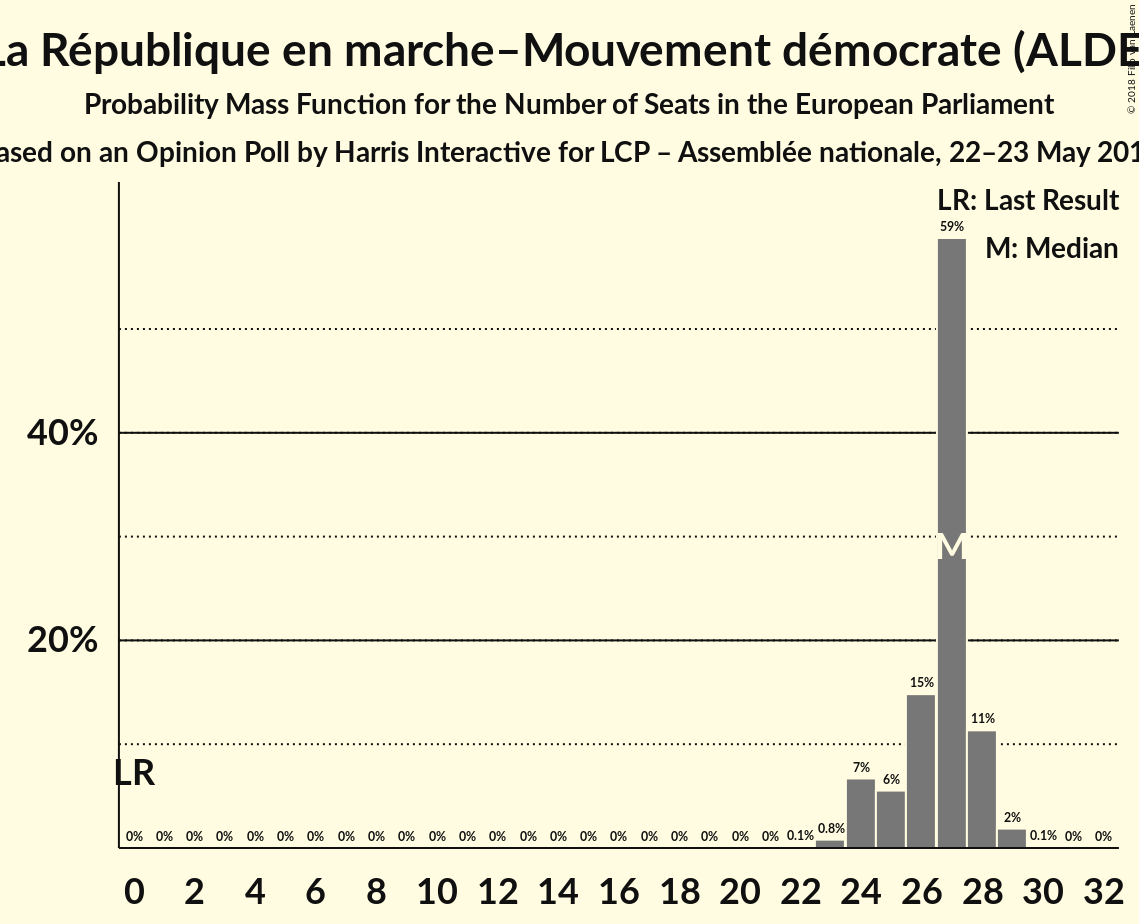 La République en marche–Mouvement démocrate (ALDE
Probability Mass Function for the Number of Seats in the European Parliament
ased on an Opinion Poll by Harris Interactive for LCP – Assemblée nationale, 22–23 May 201
© 2018
LR: Last Result
M: Median
59%
40%
M
20%
15%
11%
LR
7%
6%
0% 0% 0% 0% 0% 0% 0% 0% 0% 0% 0% 0% 0% 0% 0% 0% 0% 0% 0% 0% 0% 0% 0.1% 0.8% 2% 0.1% 0% 0%
0 2 4 6 8 10 12 14 16 18 20 22 24 26 28 30 32